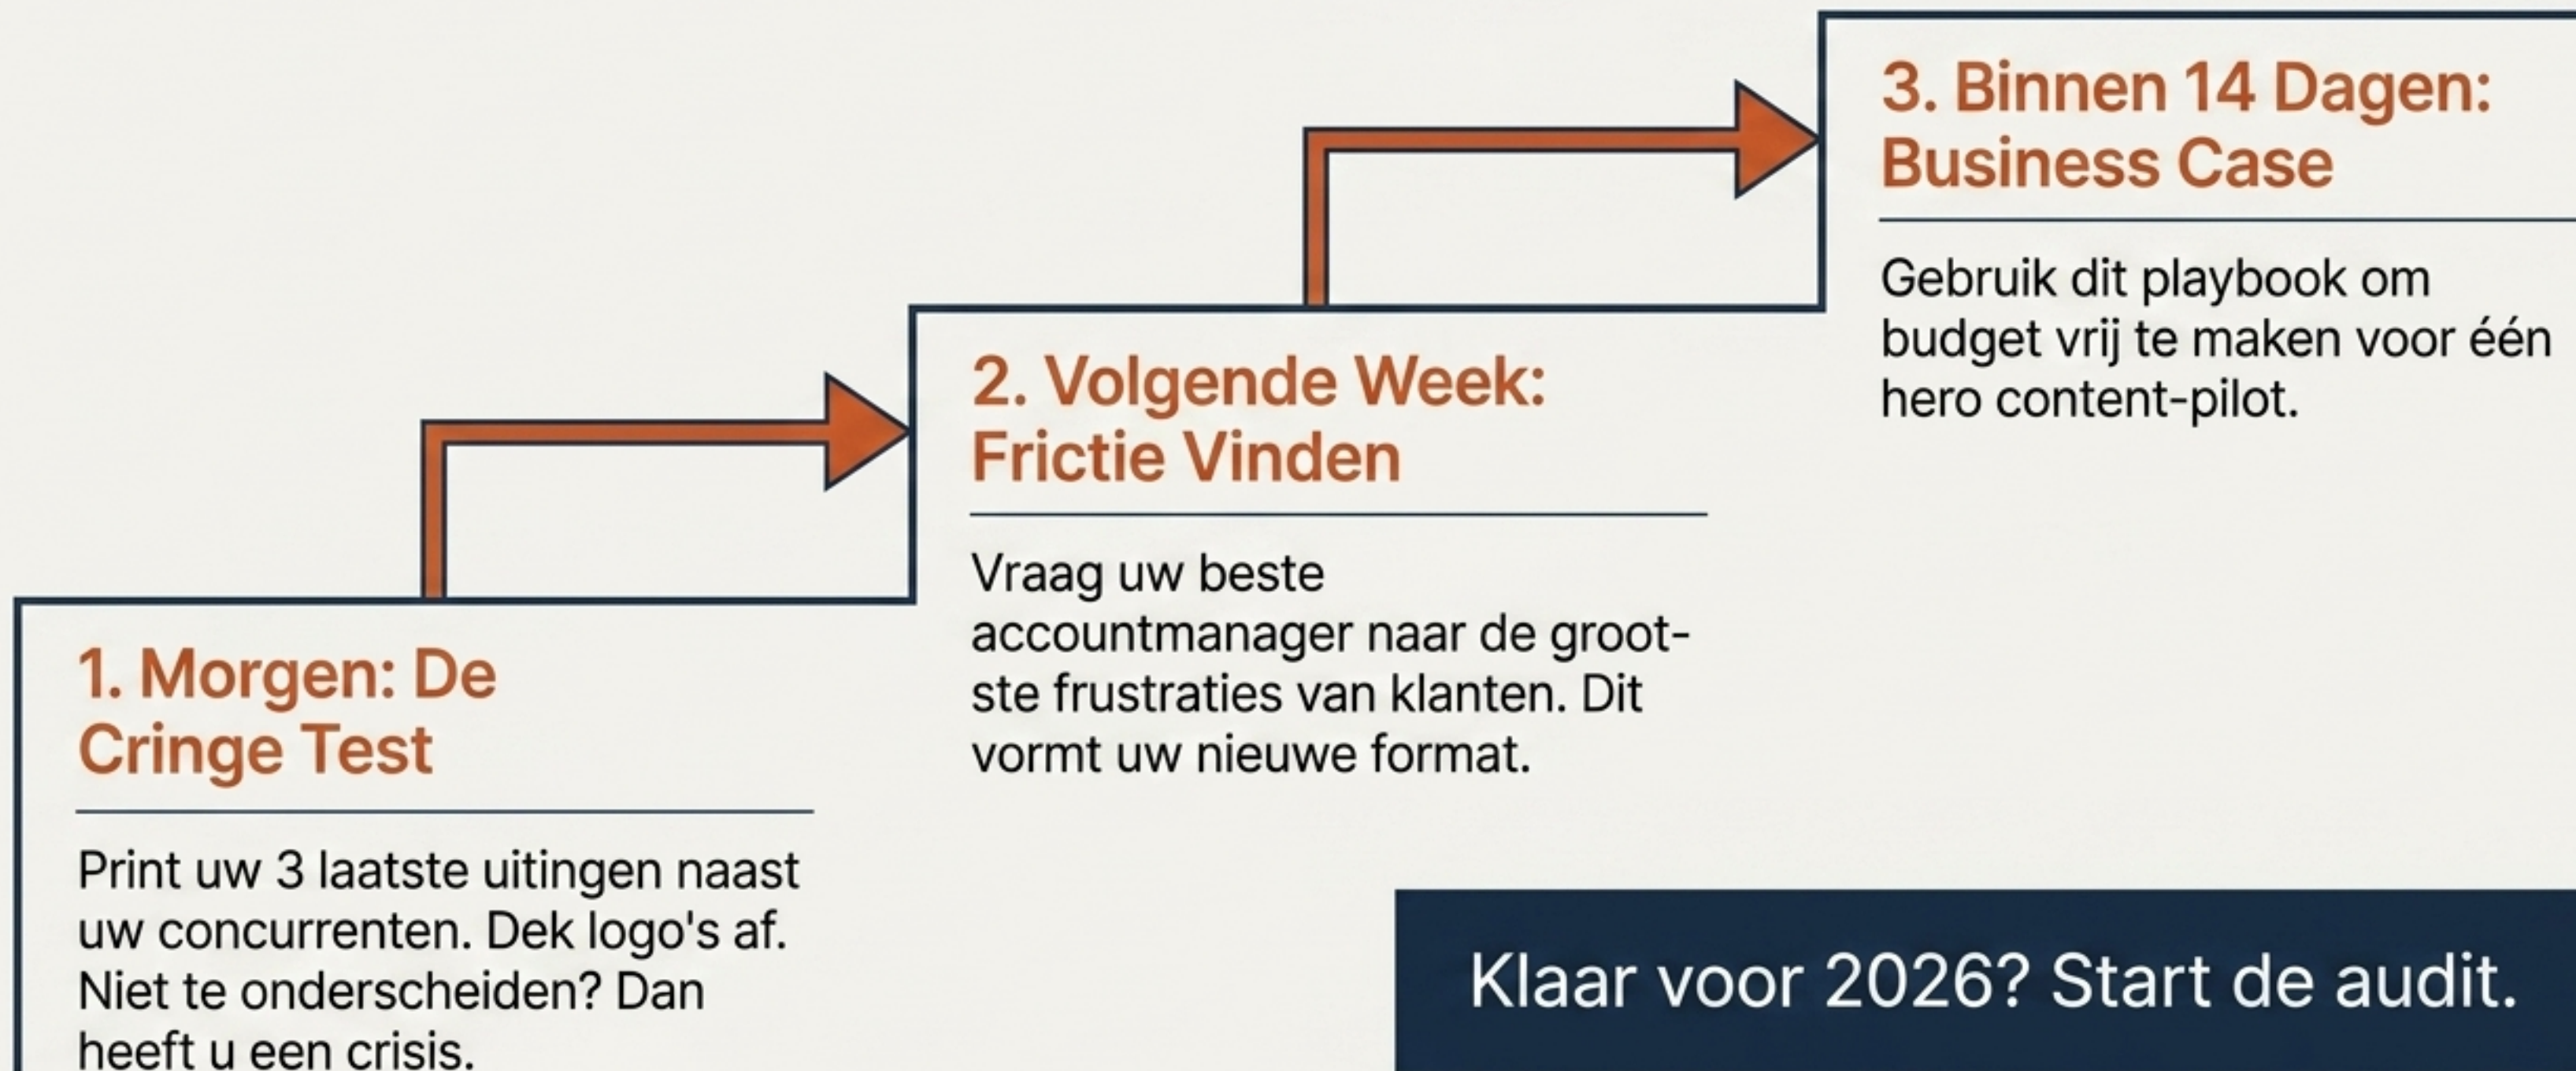 1. Morgen: De
Cringe Test
Print uw 3 laatste uitingen naast
uw concurrenten. Dek logo's af.
Niet te onderscheiden? Dan
heeft u een crisis.
2. Volgende Week:
Frictie Vinden
Vraag uw beste
accountmanager naar de groot-
ste frustraties van klanten. Dit
vormt uw nieuwe format.
3. Binnen 14 Dagen:
Business Case
Gebruik dit playbook om
budget vrij te maken voor één
hero content-pilot.
Klaar voor 2026? Start de audit.